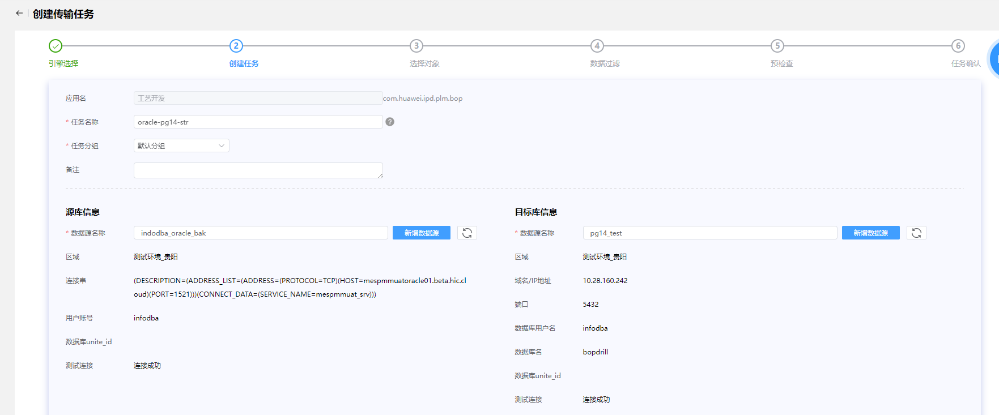 创建传输任务
2
3
4
5
6
引擎选择
创建任务
选择对象
数据过滤
预检查
任务确认
应用名
工艺开发
com.huawei.ipd.plm.bop
* 任务名称
oracle-pg14-str
?
* 任务分组
默认分组
备注
源库信息
* 数据源名称
indodba_oracle_bak
新增数据源
区域
测试环境_贵阳
连接串
(DESCRIPTION=(ADDRESS_LIST=(ADDRESS=(PROTOCOL=TCP)(HOST=mespmmuatoracle01.beta.hic.cl
oud)(PORT=1521)))(CONNECT_DATA=(SERVICE_NAME=mespmmuat_srv)))
用户账号
infodba
数据库unite_id
测试连接
连接成功
目标库信息
* 数据源名称
pg14_test
新增数据源
区域
测试环境_贵阳
域名/IP地址
10.28.160.242
端口
5432
数据库用户名
infodba
数据库名
bopdrill
数据库unite_id
测试连接
连接成功